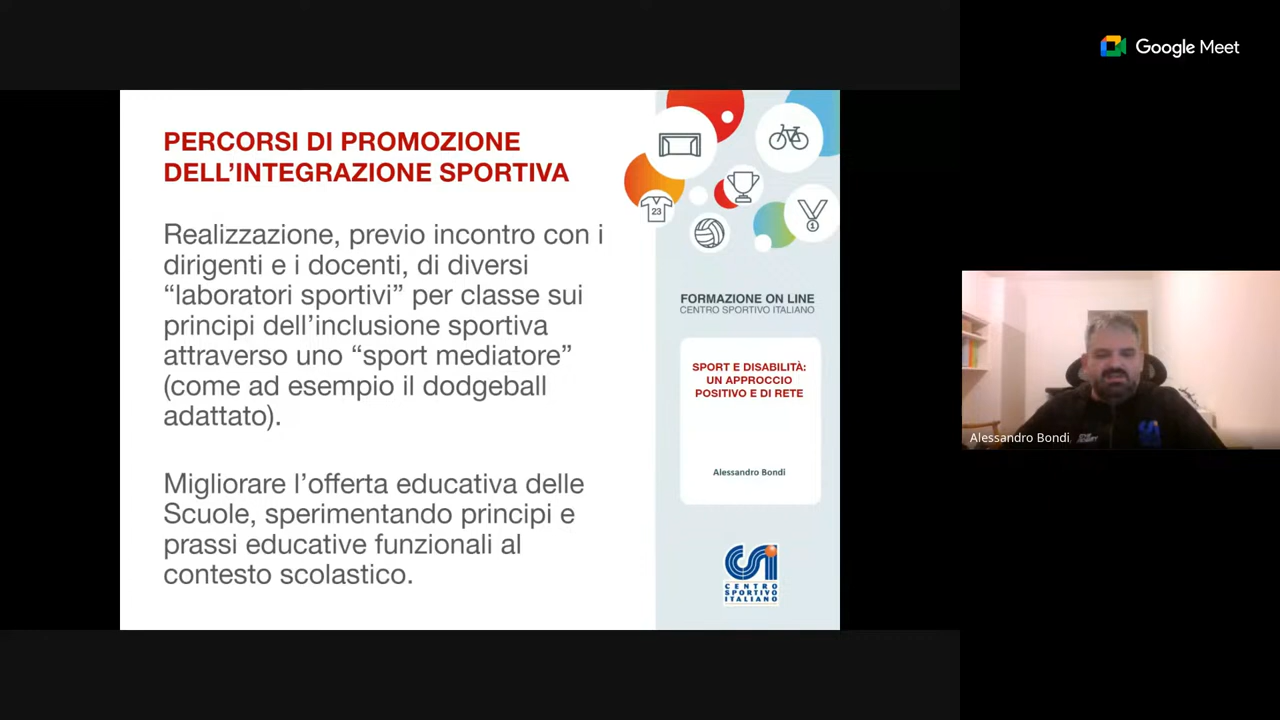 Google Meet
PERCORSI DI PROMOZIONE
DELL’INTEGRAZIONE SPORTIVA
Realizzazione, previo incontro con i
dirigenti e i docenti, di diversi
“laboratori sportivi” per classe sui
principi dell’inclusione sportiva
attraverso uno “sport mediatore”
(come ad esempio il dodgeball
adattato).
Migliorare l’offerta educativa delle
Scuole, sperimentando principi e
prassi educative funzionali al
contesto scolastico.
23
1
FORMAZIONE ON LINE
CENTRO SPORTIVO ITALIANO
SPORT E DISABILITÀ:
UN APPROCCIO
POSITIVO E DI RETE
Alessandro Bondi
CSI
CENTRO
SPORTIVO
ITALIANO
Alessandro Bondi